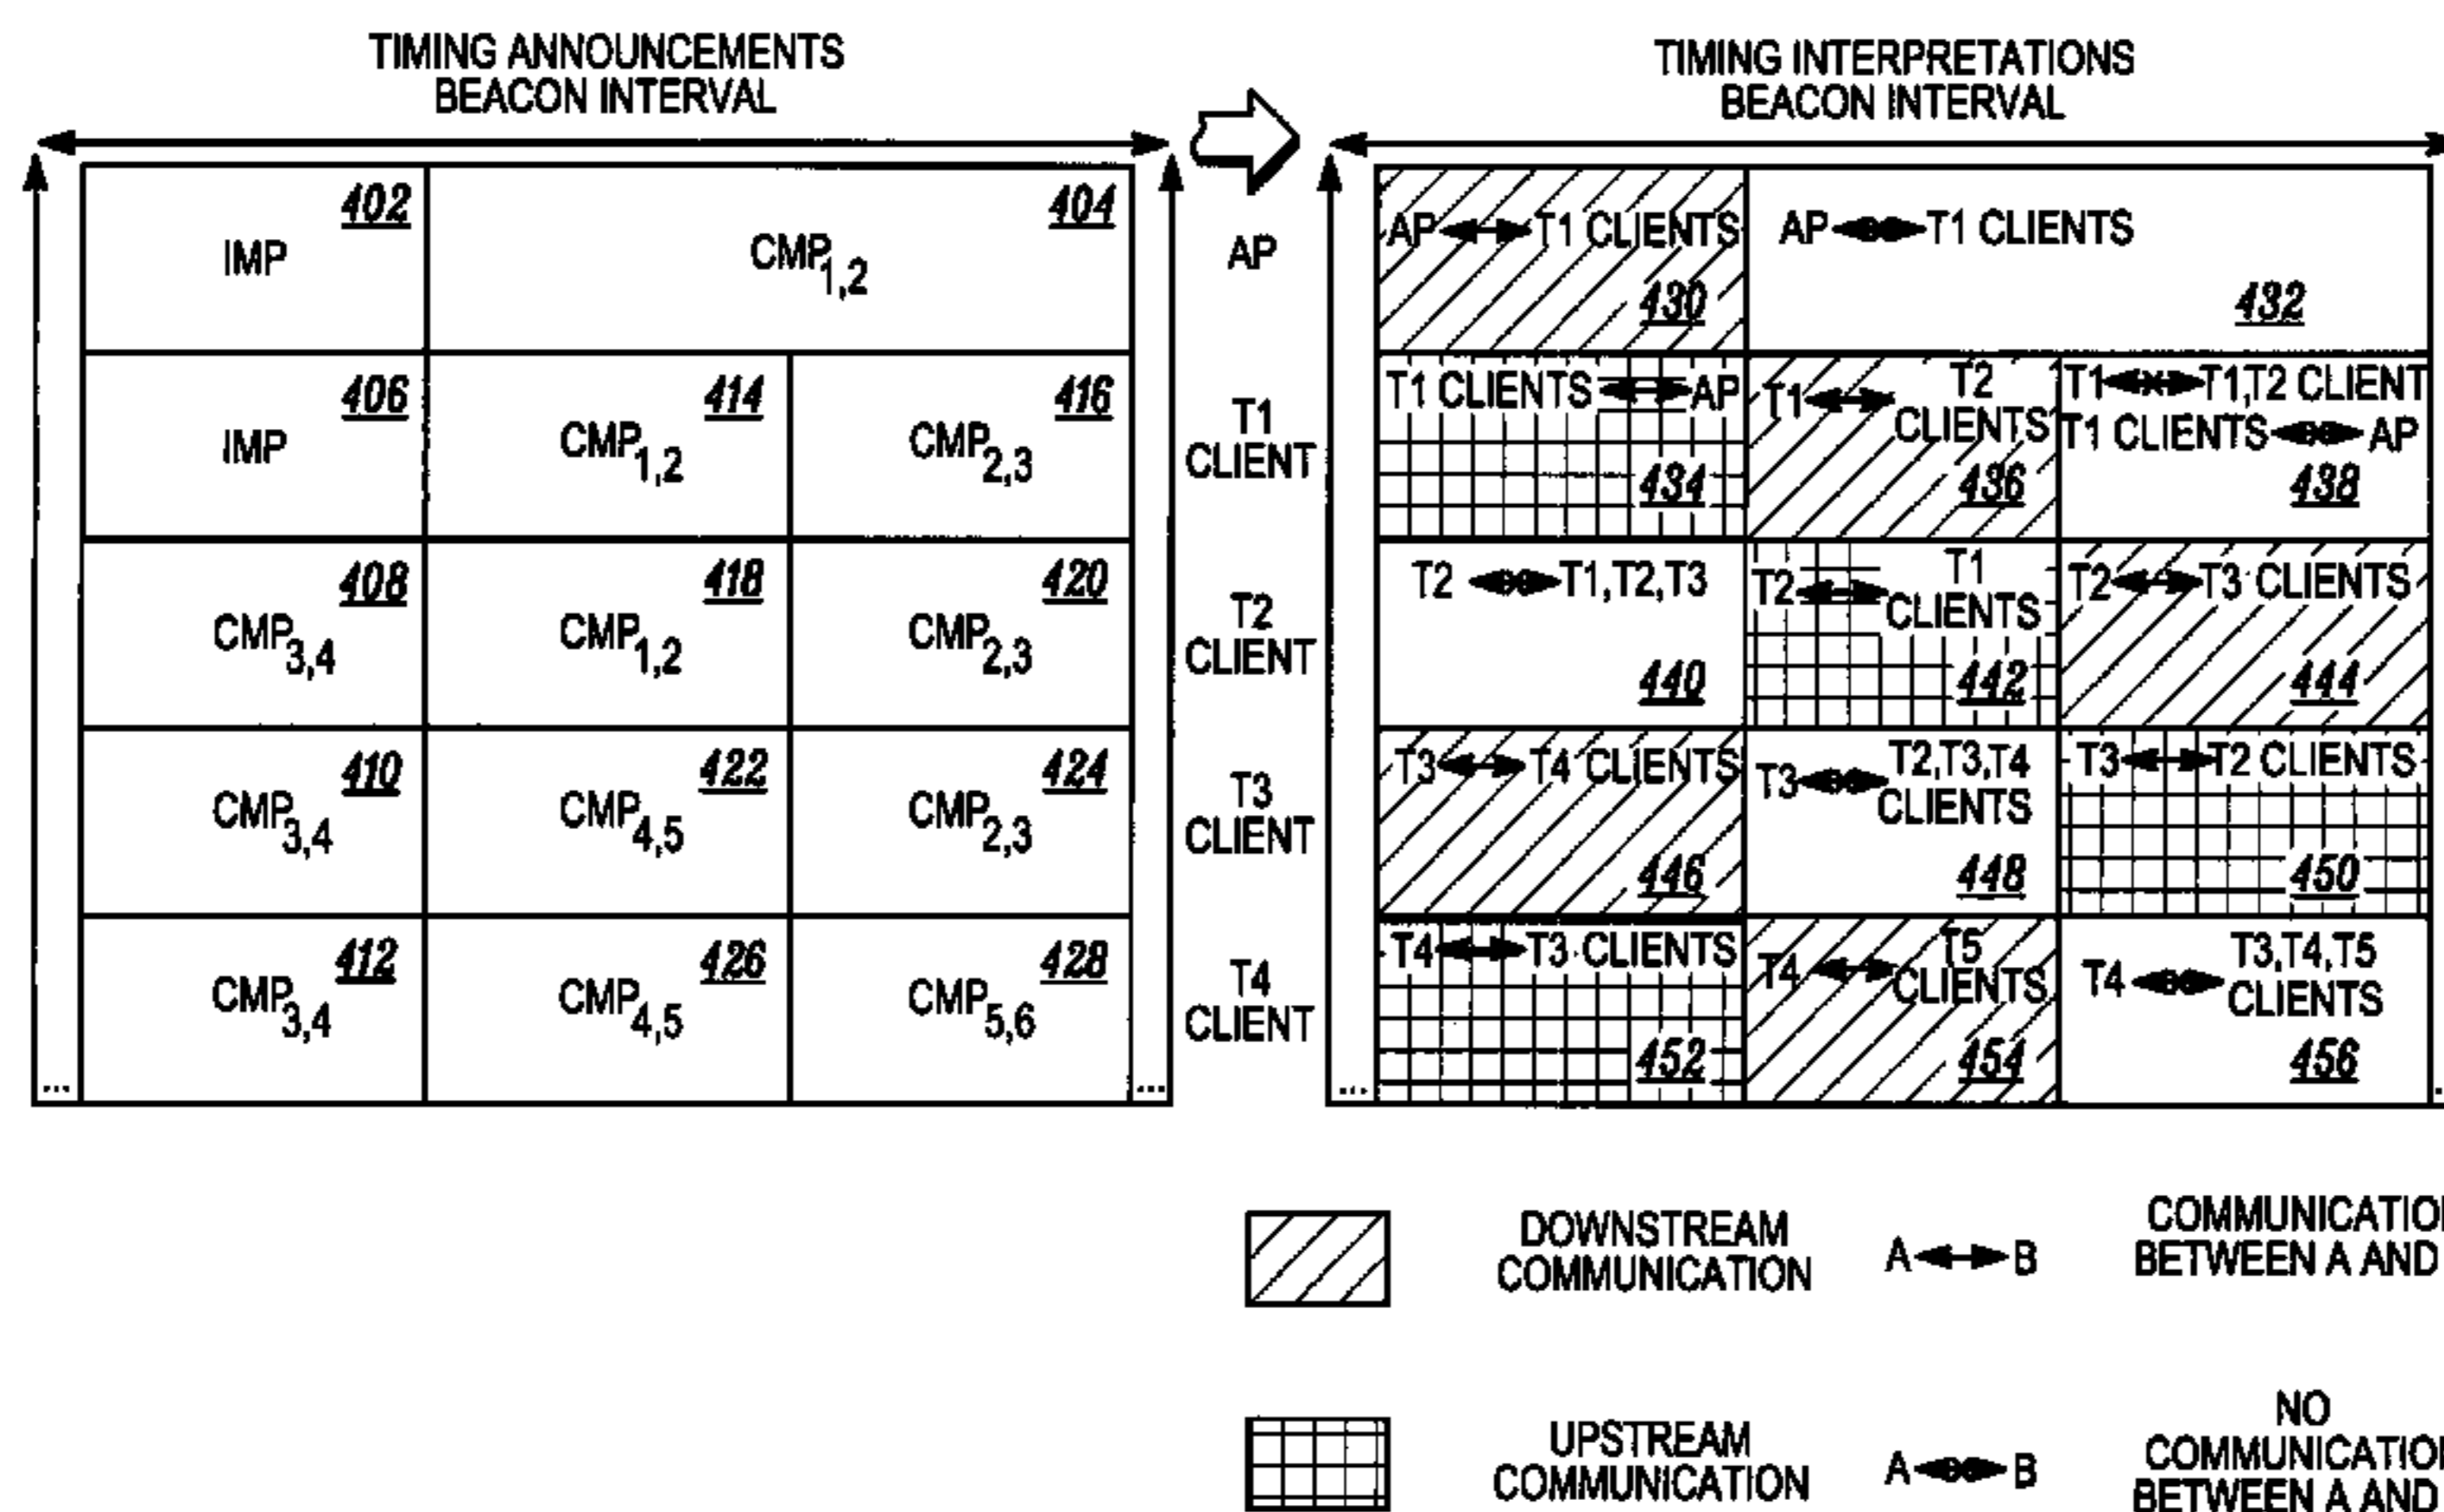 TIMING ANNOUNCEMENTS
BEACON INTERVAL
TIMING INTERPRETATIONS
BEACON INTERVAL
402
IMP
404
CMP1,2
AP
AP T1 CLIENTS
430
AP T1 CLIENTS
432
406
IMP
414
CMP1,2
416
CMP2,3
T1
CLIENT
T1 CLIENTS AP
434
T1 T2
CLIENTS
436
T1 T1,T2 CLIENT
T1 CLIENTS AP
438
408
CMP3,4
418
CMP1,2
420
CMP2,3
T2
CLIENT
T2 T1,T2,T3
440
T2 T1
CLIENTS
442
T2 T3 CLIENTS
444
410
CMP3,4
422
CMP4,5
424
CMP2,3
T3
CLIENT
T3 T4 CLIENTS
446
T3 T2,T3,T4
CLIENTS
448
T3 T2 CLIENTS
450
412
CMP3,4
426
CMP4,5
428
CMP5,6
T4
CLIENT
T4 T3 CLIENTS
452
T4 T5
CLIENTS
454
T4 T3,T4,T5
CLIENTS
456
...
...
...
DOWNSTREAM
COMMUNICATION
A B
COMMUNICATION
BETWEEN A AND
UPSTREAM
COMMUNICATION
A B
NO
COMMUNICATION
BETWEEN A AND